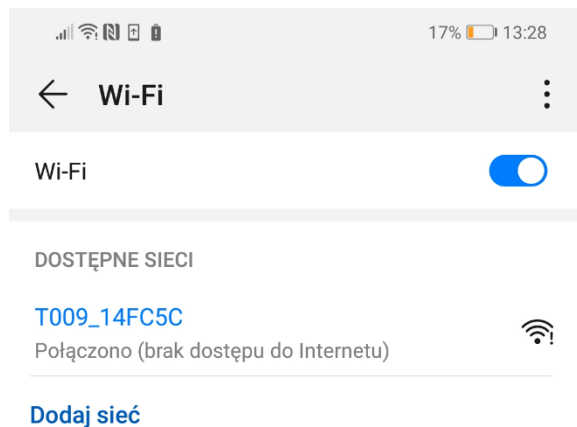 17% 13:28
Wi-Fi
Wi-Fi
DOSTĘPNE SIECI
T009_14FC5C
Połączono (brak dostępu do Internetu)
Dodaj sieć